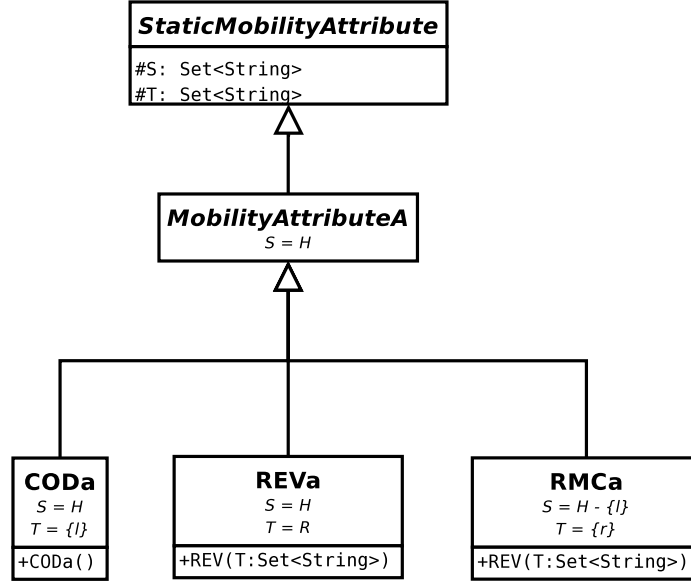 StaticMobilityAttribute
#S: Set<String>
#T: Set<String>
MobilityAttributeA
S = H
CODa
S = H
T = {l}
+CODa()
REVa
S = H
T = R
+REV(T:Set<String>)
RMCa
S = H - {l}
T = {r}
+REV(T:Set<String>)